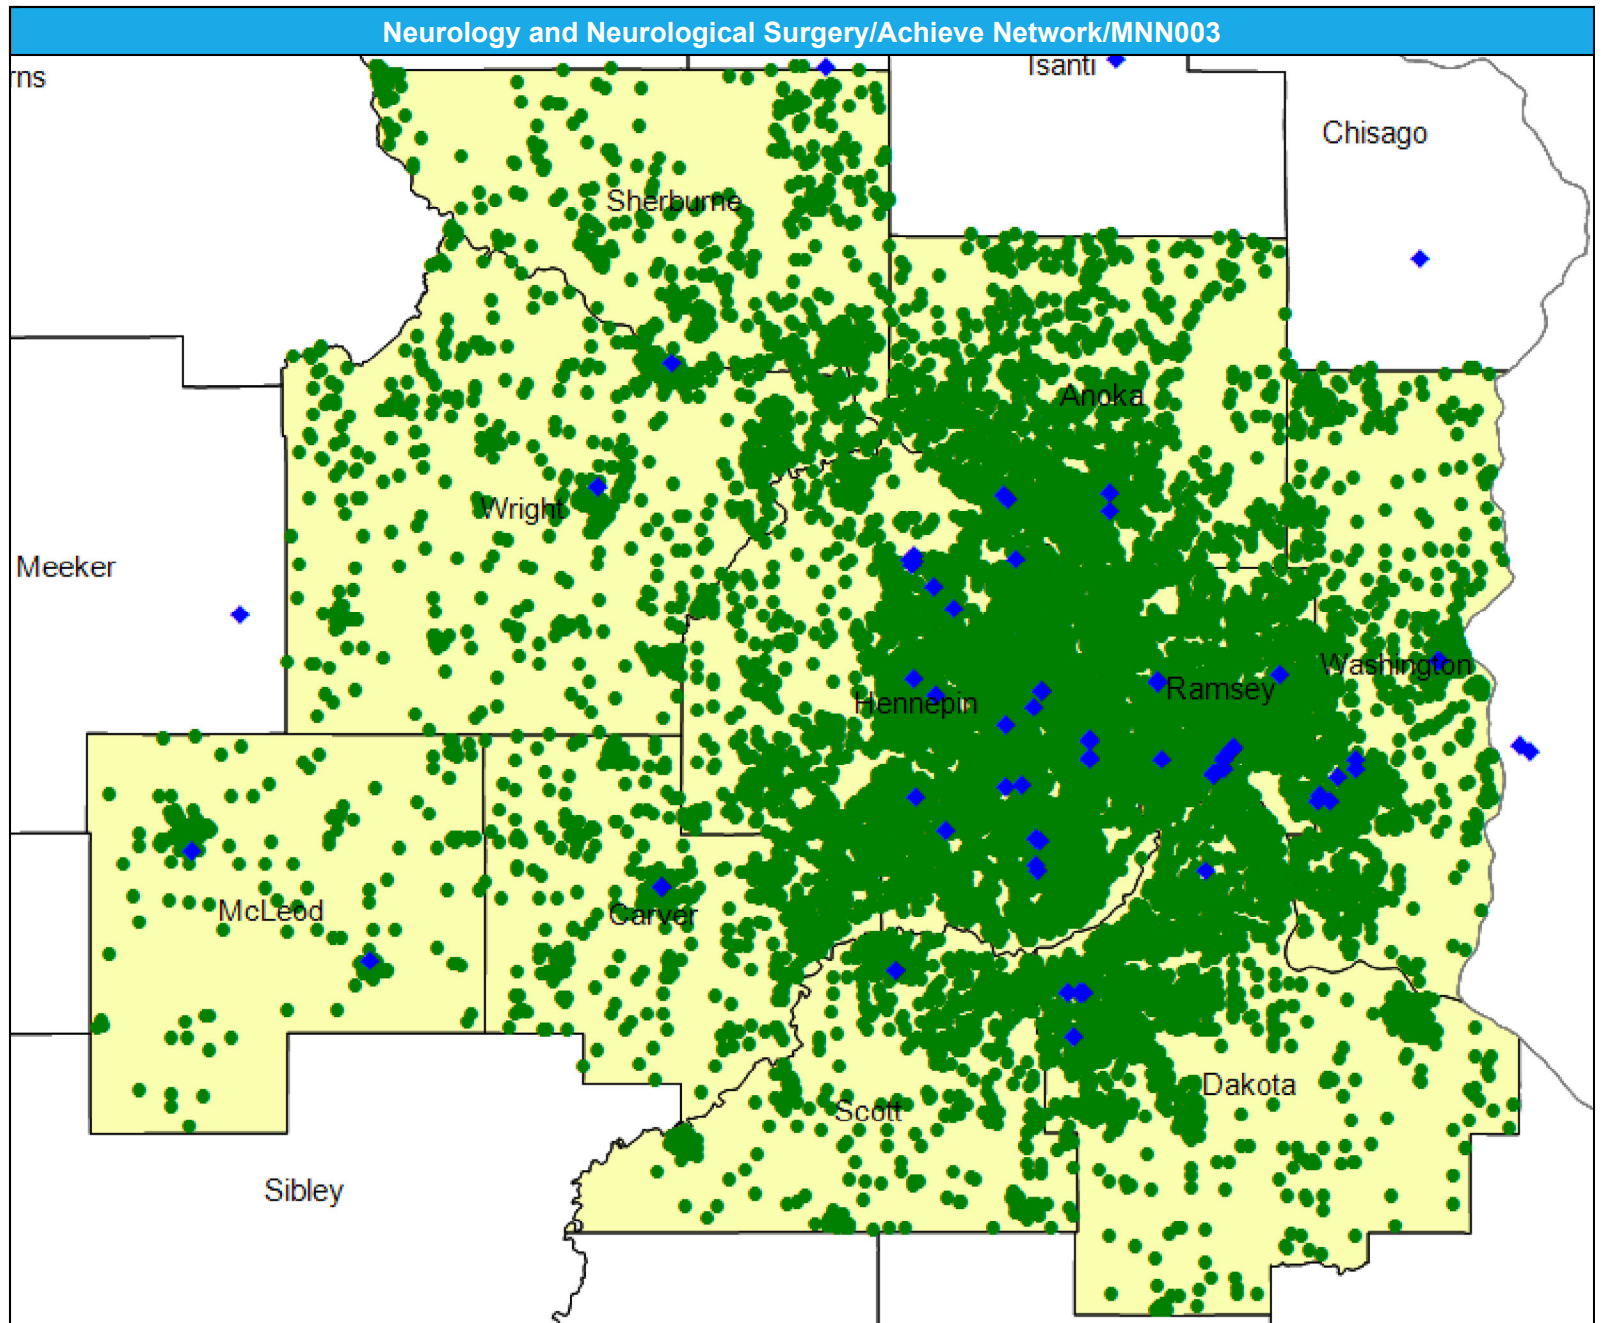 Neurology and Neurological Surgery/Achieve Network/MNN003
rns
Isanti
Chisago
Sherburne
Anoka
Wright
Meeker
Washington
Ramsey
Hennepin
McLeod
Carver
Dakota
Scott
Sibley